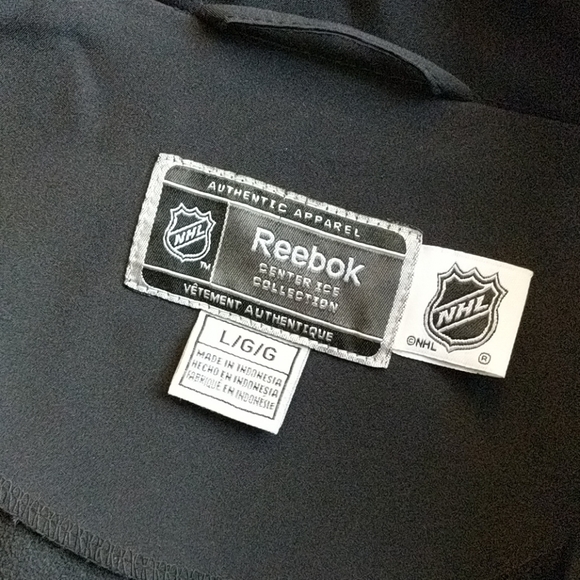 AUTHENTIC APPAREL
NHL
TM
Reebok
CENTER ICE
COLLECTION
VÊTEMENT AUTHENTIQUE
NHL
©NHL
®
L/G/G
MADE IN INDONESIA
HECHO EN INDONESIA
FABRIQUÉ EN INDONÉSIE